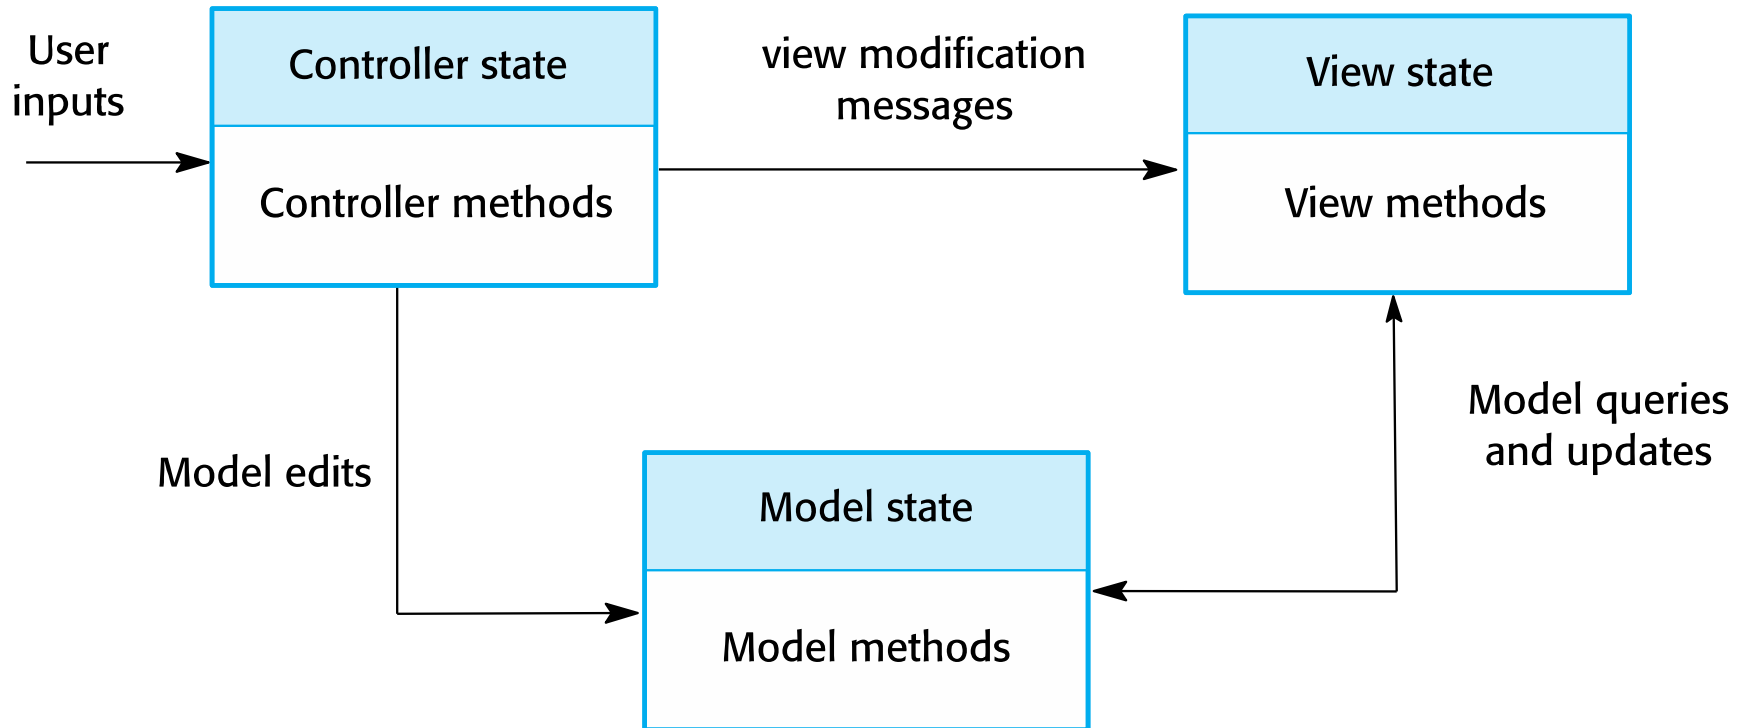 User
inputs
Controller state
Controller methods
view modification
messages
View state
View methods
Model edits
Model state
Model methods
Model queries
and updates